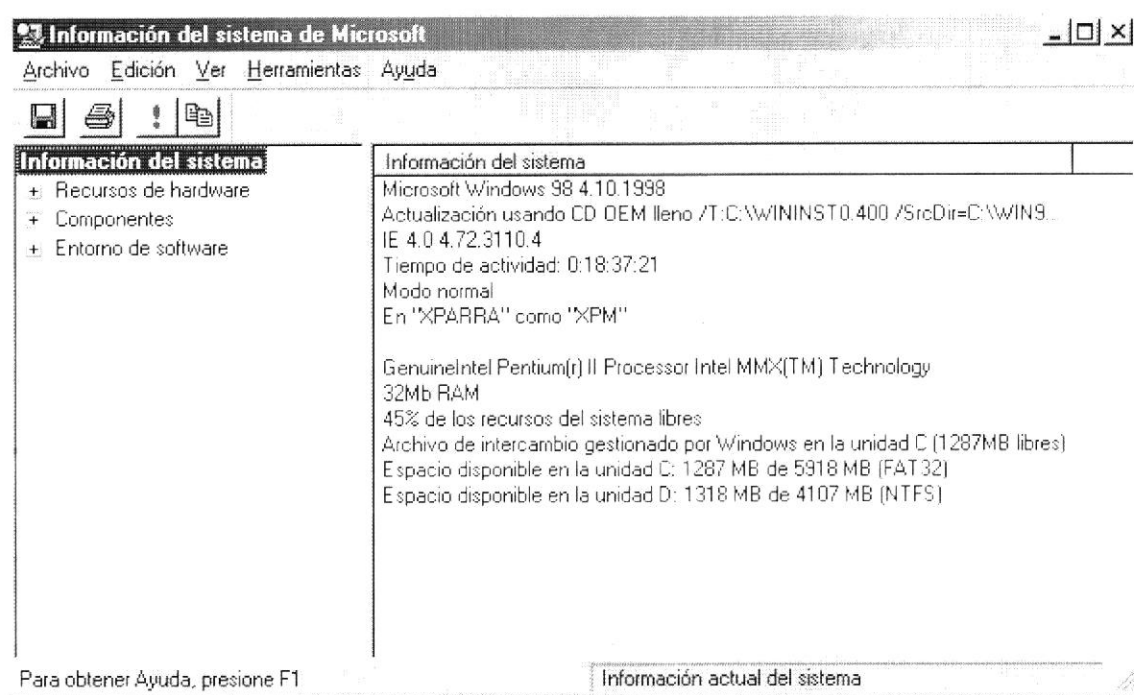 Información del sistema de Microsoft
Archivo Edición Ver Herramientas Ayuda
Información del sistema
+ Recursos de hardware
+ Componentes
+ Entorno de software
Información del sistema
Microsoft Windows 98 4.10.1998
Actualización usando CD OEM lleno /T:C:\WININST0.400 /SrcDir=C:\WIN9...
IE 4.0 4.72.3110.4
Tiempo de actividad: 0:18:37:21
Modo normal
En "XPARRA" como "XPM"
GenuineIntel Pentium(r) II Processor Intel MMX(TM) Technology
32Mb RAM
45% de los recursos del sistema libres
Archivo de intercambio gestionado por Windows en la unidad C (1287MB libres)
Espacio disponible en la unidad C: 1287 MB de 5918 MB (FAT32)
Espacio disponible en la unidad D: 1318 MB de 4107 MB (NTFS)
Para obtener Ayuda, presione F1
Información actual del sistema